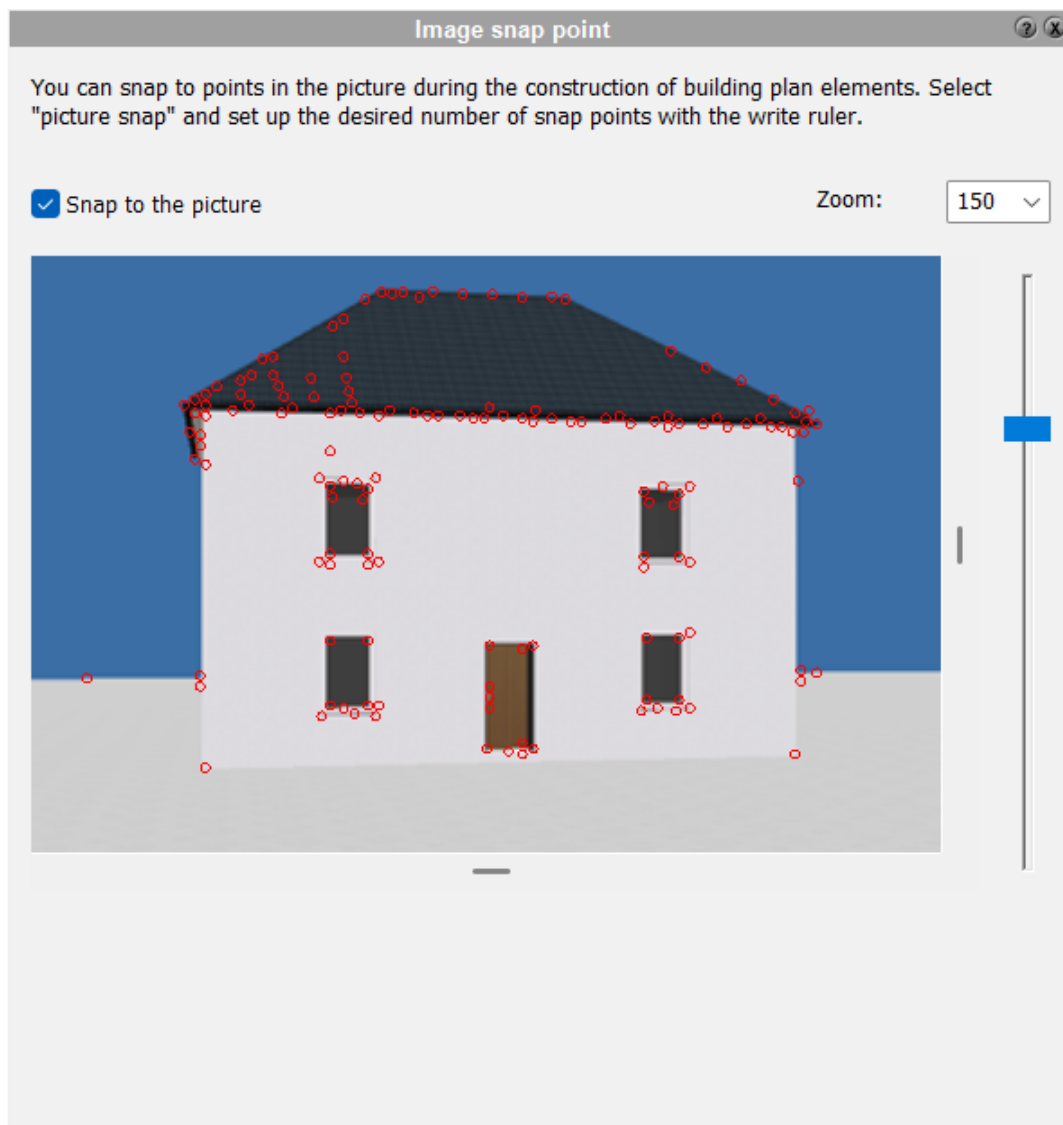 Image snap point
? X
You can snap to points in the picture during the construction of building plan elements. Select
"picture snap" and set up the desired number of snap points with the write ruler.
Snap to the picture
Zoom:
150